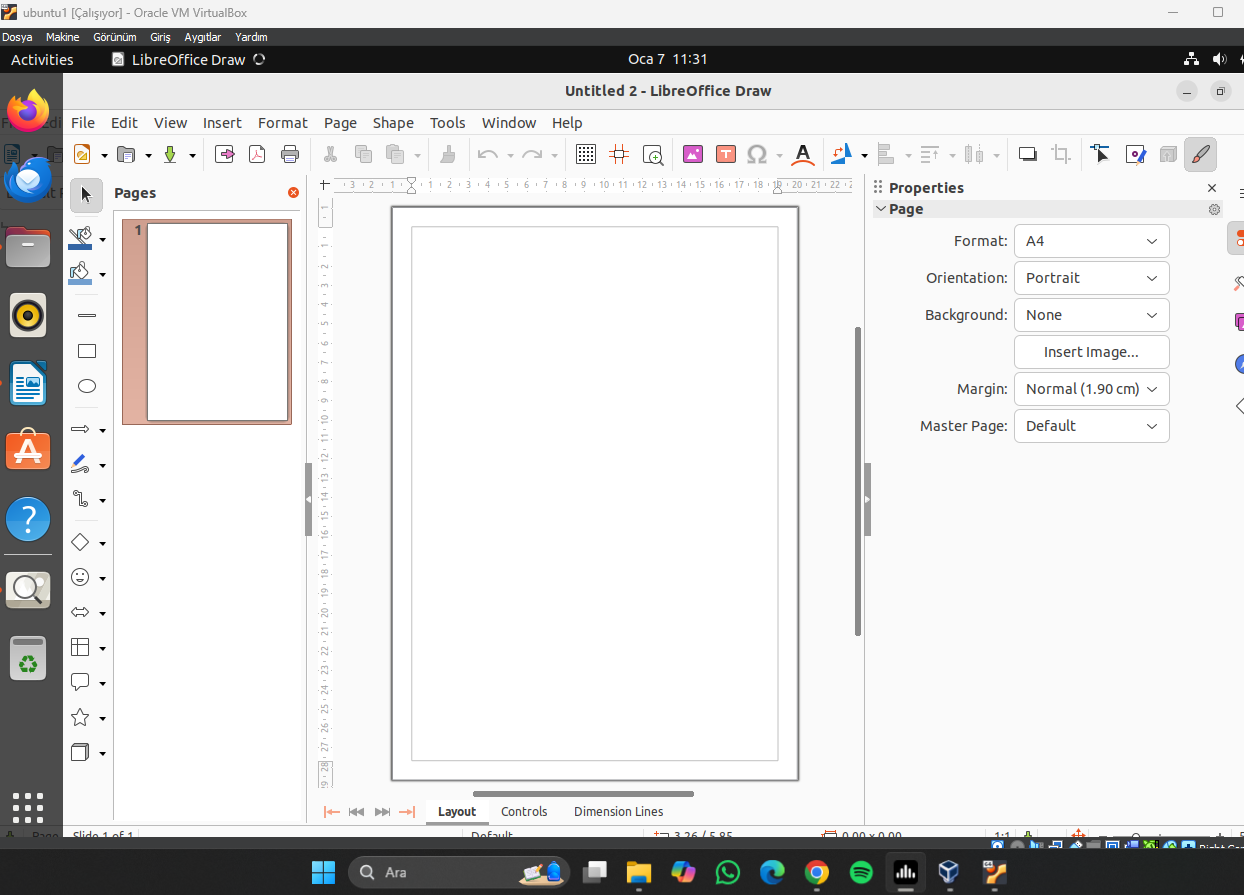 ubuntu1 [Çalışıyor] - Oracle VM VirtualBox
Dosya Makine Görünüm Giriş Aygıtlar Yardım
Activities LibreOffice Draw Oca 7 11:31
Untitled 2 - LibreOffice Draw
File Edit View Insert Format Page Shape Tools Window Help
Pages
1
Properties
Page
Format: A4
Orientation: Portrait
Background: None
Insert Image...
Margin: Normal (1.90 cm)
Master Page: Default
Layout Controls Dimension Lines
Slide 1 of 1 Default 3.26 / 5.85 0.00 x 0.00 1:1
Ara